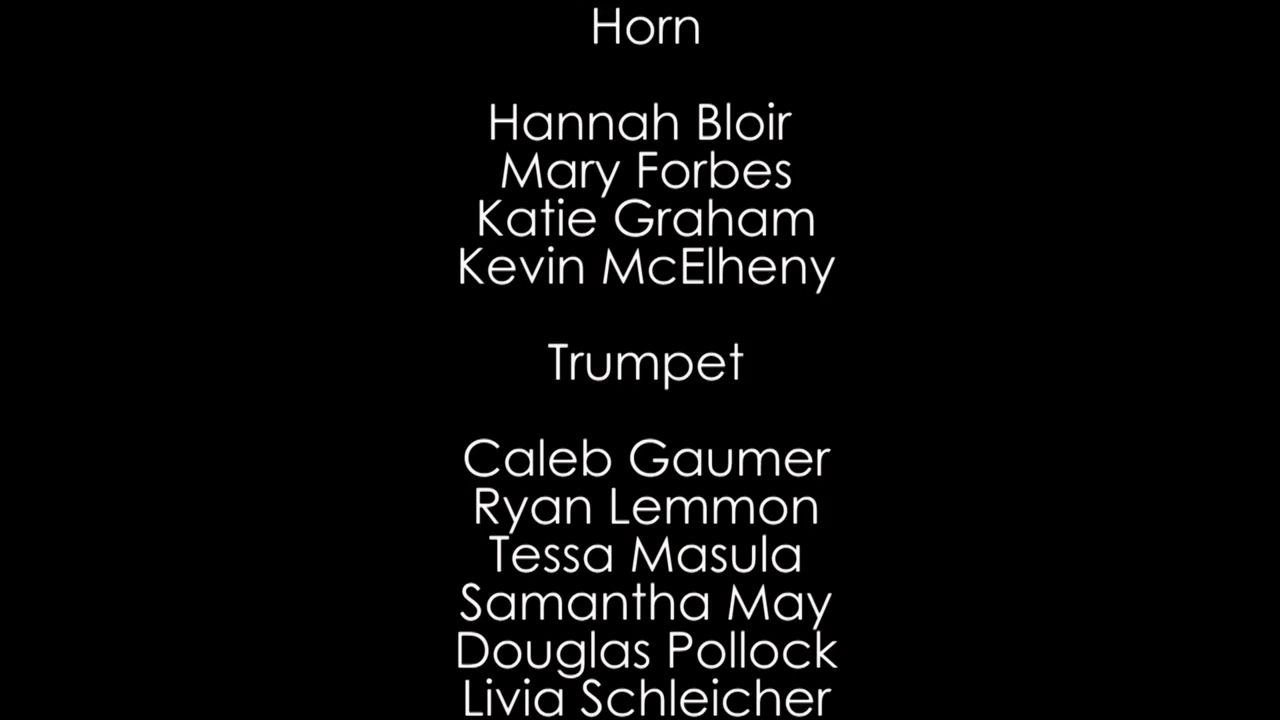 Horn
Hannah Bloir
Mary Forbes
Katie Graham
Kevin McElheny
Trumpet
Caleb Gaumer
Ryan Lemmon
Tessa Masula
Samantha May
Douglas Pollock
Livia Schleicher